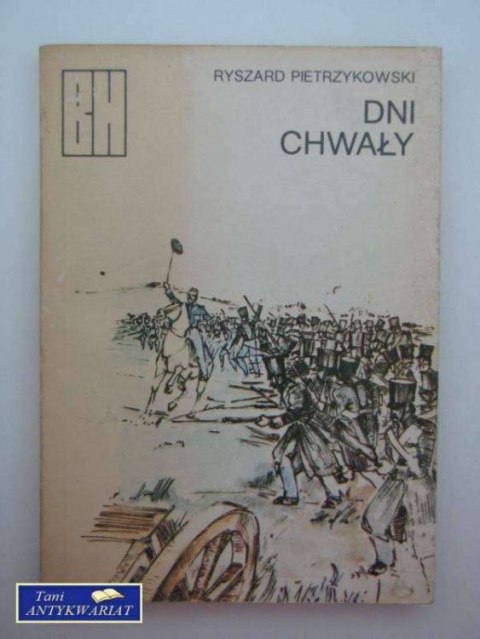 BH
RYSZARD PIETRZYKOWSKI
DNI
CHWAŁY
Tani
ANTYKWARIAT